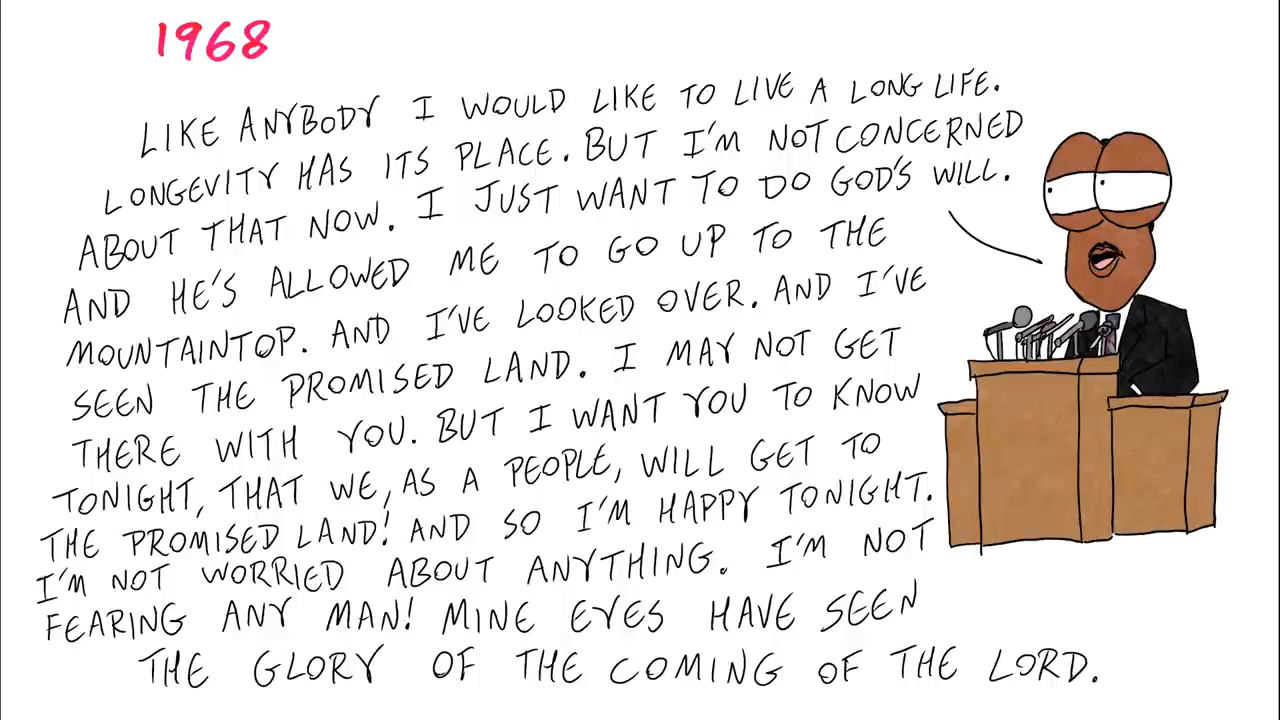 1968
LIKE ANYBODY I WOULD LIKE TO LIVE A LONG LIFE.
LONGEVITY HAS ITS PLACE. BUT I'M NOT CONCERNED
ABOUT THAT NOW. I JUST WANT TO DO GOD'S WILL.
AND HE'S ALLOWED ME TO GO UP TO THE
MOUNTAINTOP. AND I'VE LOOKED OVER. AND I'VE
SEEN THE PROMISED LAND. I MAY NOT GET
THERE WITH YOU. BUT I WANT YOU TO KNOW
TONIGHT, THAT WE, AS A PEOPLE, WILL GET TO
THE PROMISED LAND! AND SO I'M HAPPY TONIGHT.
I'M NOT WORRIED ABOUT ANYTHING. I'M NOT
FEARING ANY MAN! MINE EYES HAVE SEEN
THE GLORY OF THE COMING OF THE LORD.